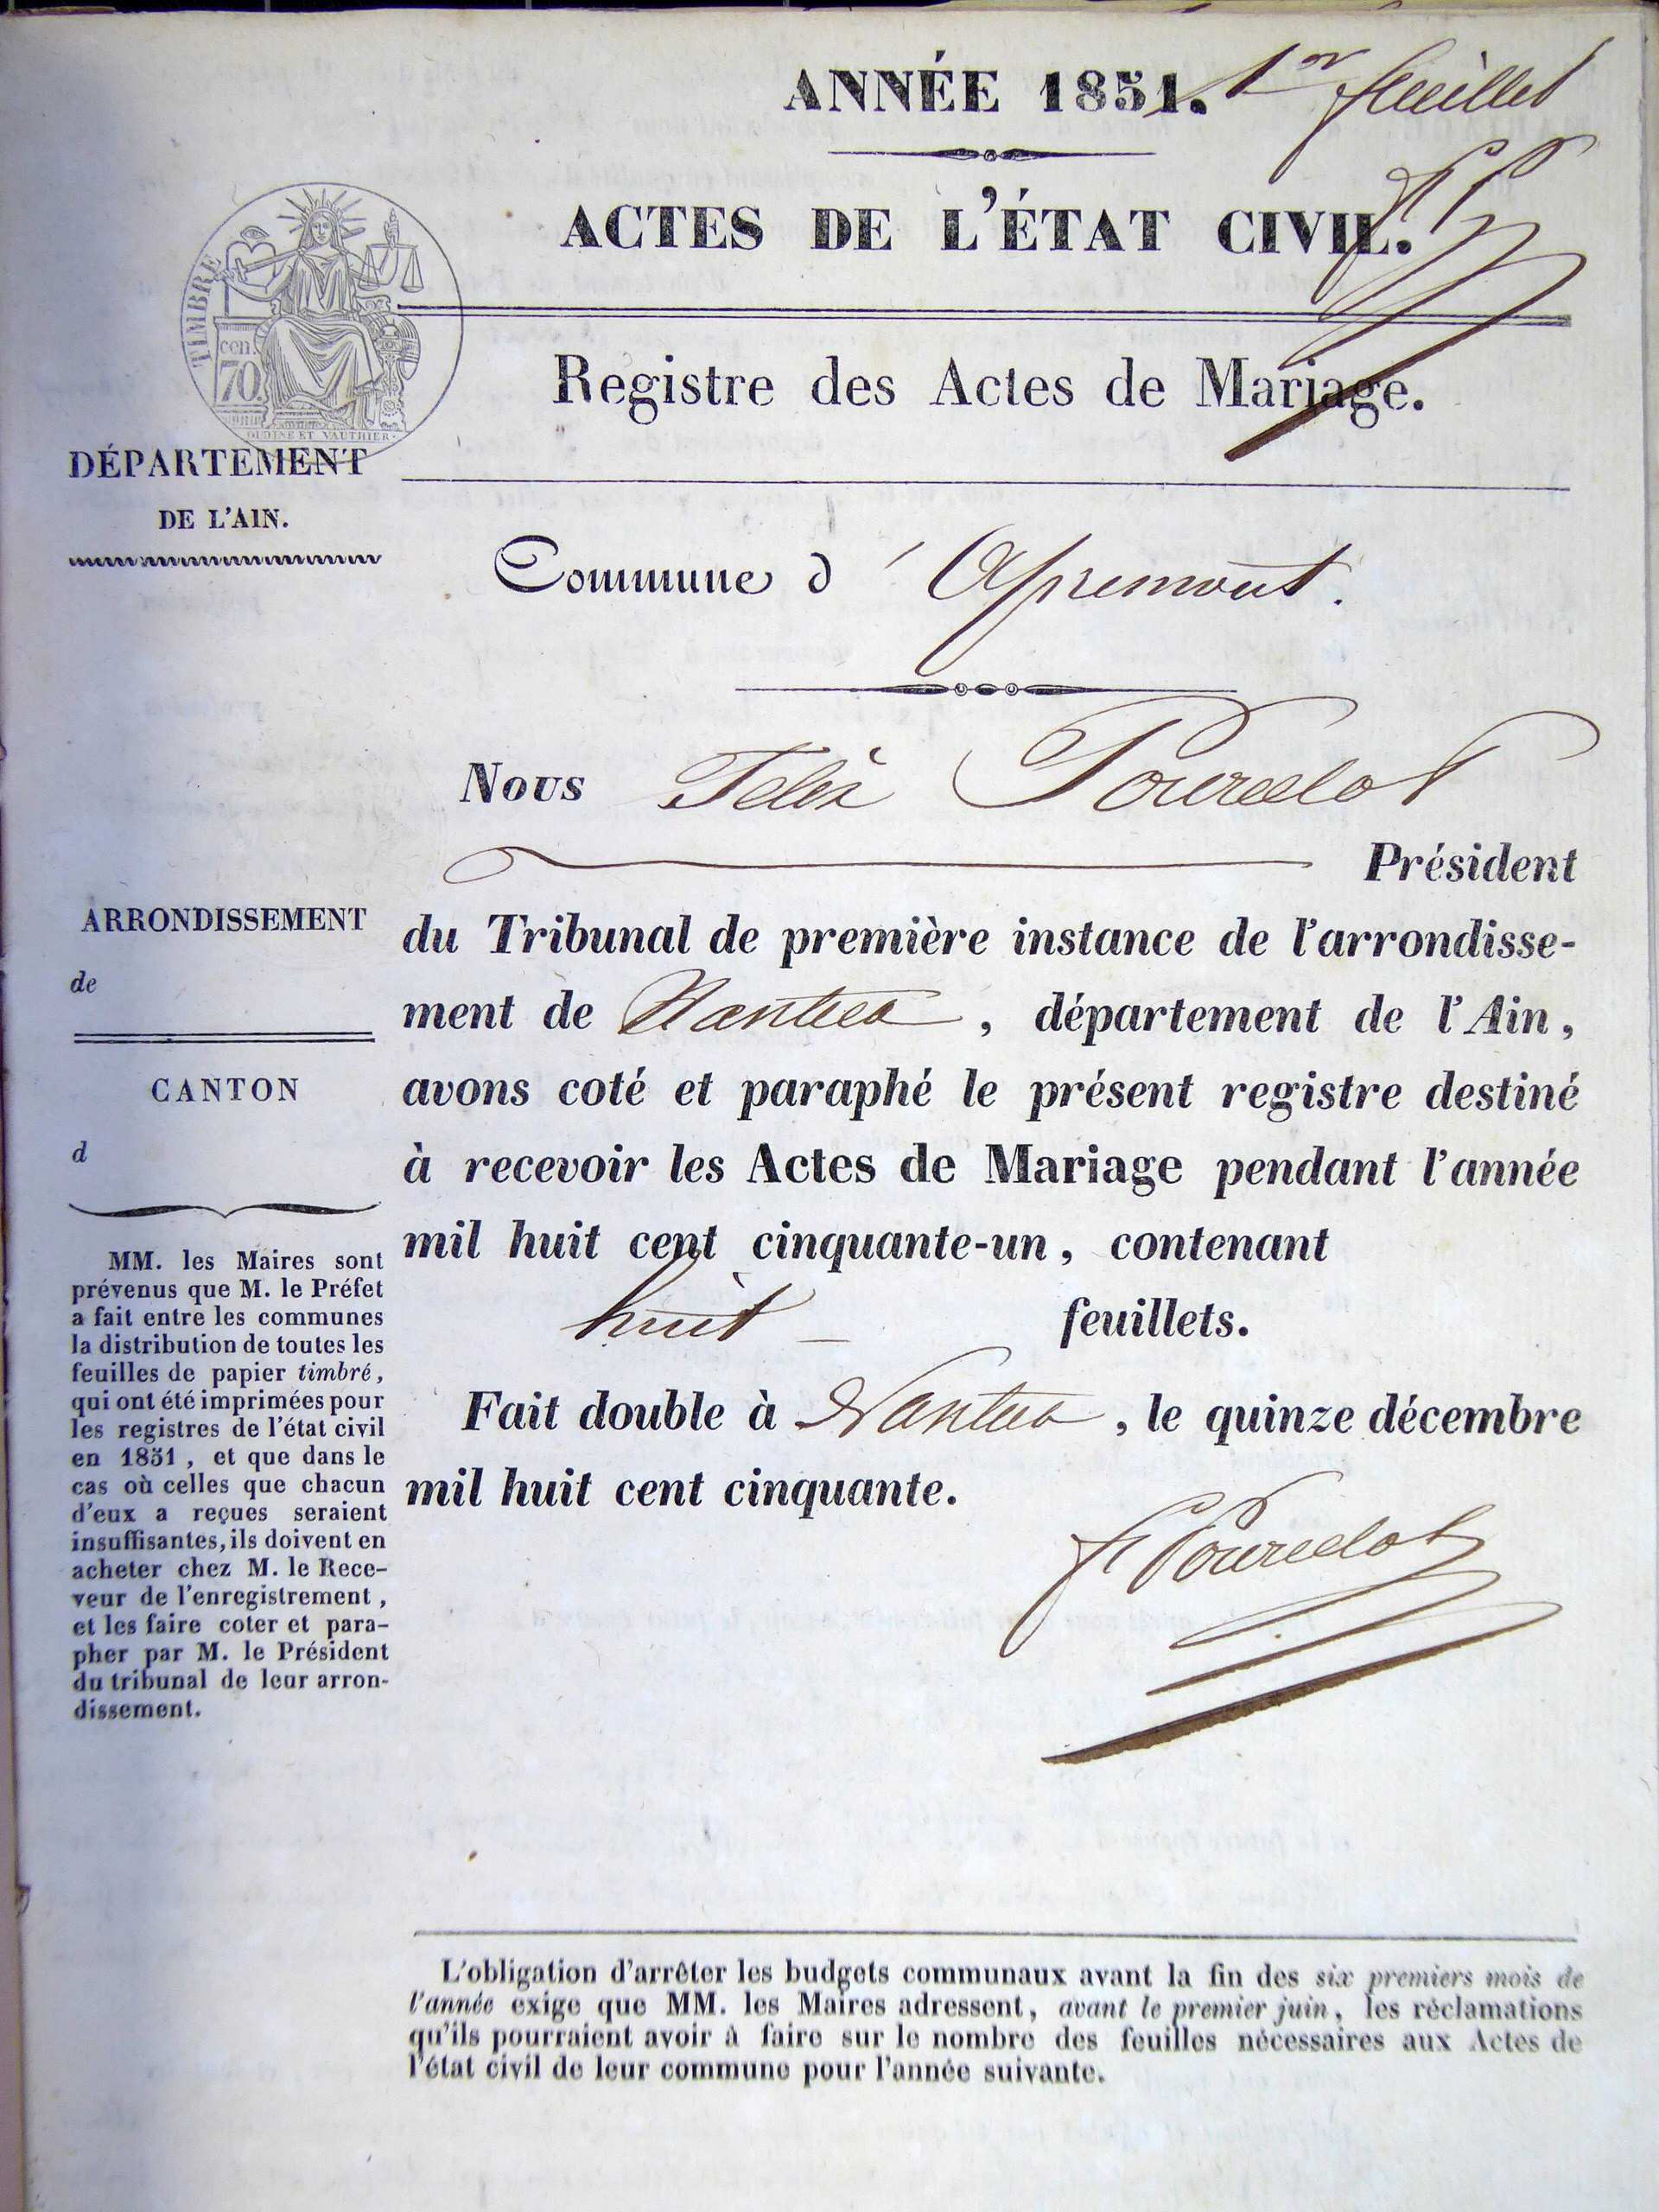 ANNÉE 1851. 1er feuillet
ACTES DE L'ÉTAT CIVIL.
Registre des Actes de Mariage.
TIMBRE
cen.
70.
OUDINÉ ET VAUTHIER
DÉPARTEMENT
DE L'AIN.
Commune d'Apremont.
Nous Felix Pourcelot
Président
du Tribunal de première instance de l'arrondisse-
ment de Nantua, département de l'Ain,
avons coté et paraphé le présent registre destiné
à recevoir les Actes de Mariage pendant l'année
mil huit cent cinquante-un, contenant
huit feuillets.
Fait double à Nantua, le quinze décembre
mil huit cent cinquante.
F Pourcelot
ARRONDISSEMENT
de
CANTON
d
MM. les Maires sont
prévenus que M. le Préfet
a fait entre les communes
la distribution de toutes les
feuilles de papier timbré,
qui ont été imprimées pour
les registres de l'état civil
en 1851, et que dans le
cas où celles que chacun
d'eux a reçues seraient
insuffisantes, ils doivent en
acheter chez M. le Rece-
veur de l'enregistrement,
et les faire coter et para-
pher par M. le Président
du tribunal de leur arron-
dissement.
L'obligation d'arrêter les budgets communaux avant la fin des six premiers mois de
l'année exige que MM. les Maires adressent, avant le premier juin, les réclamations
qu'ils pourraient avoir à faire sur le nombre des feuilles nécessaires aux Actes de
l'état civil de leur commune pour l'année suivante.